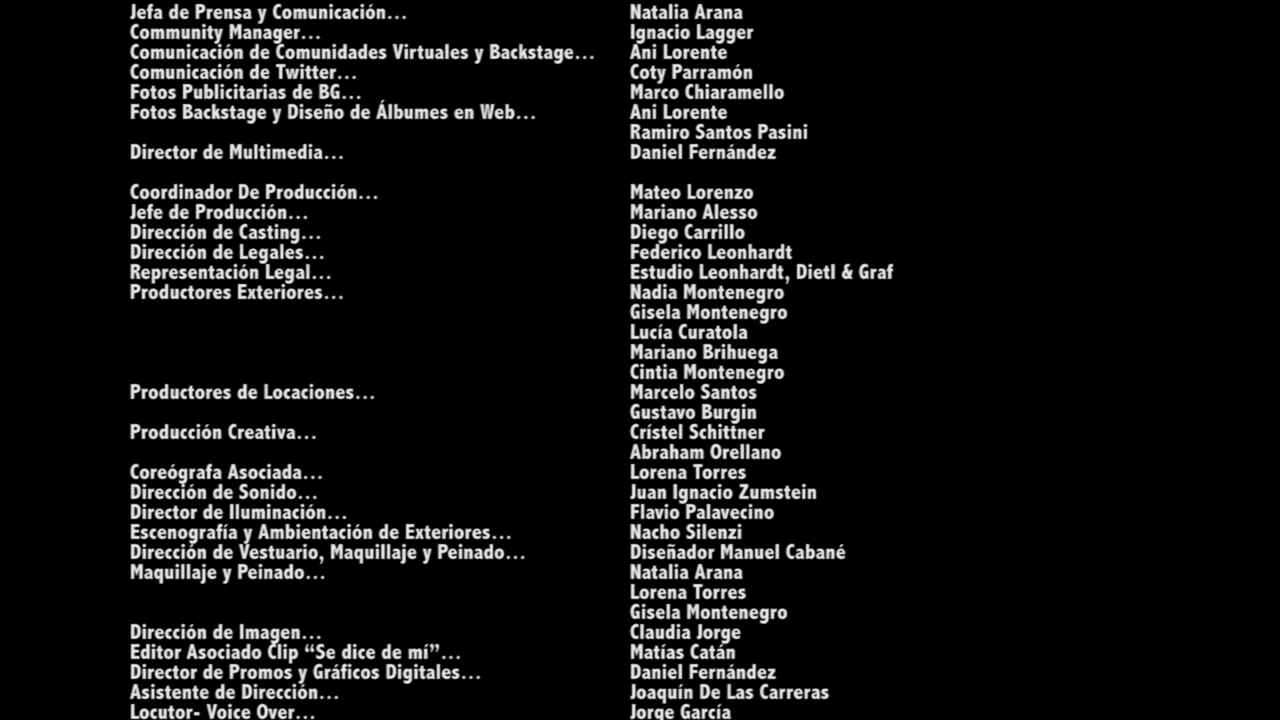 Jefa de Prensa y Comunicación... Natalia Arana
Community Manager... Ignacio Lagger
Comunicación de Comunidades Virtuales y Backstage... Ani Lorente
Comunicación de Twitter... Coty Parramón
Fotos Publicitarias de BG... Marco Chiaramello
Fotos Backstage y Diseño de Álbumes en Web... Ani Lorente
Ramiro Santos Pasini
Director de Multimedia... Daniel Fernández
Coordinador De Producción... Mateo Lorenzo
Jefe de Producción... Mariano Alesso
Dirección de Casting... Diego Carrillo
Dirección de Legales... Federico Leonhardt
Representación Legal... Estudio Leonhardt, Dietl & Graf
Productores Exteriores... Nadia Montenegro
Gisela Montenegro
Lucía Curatola
Mariano Brihuega
Cintia Montenegro
Productores de Locaciones... Marcelo Santos
Gustavo Burgin
Producción Creativa... Crístel Schittner
Abraham Orellano
Coreógrafa Asociada... Lorena Torres
Dirección de Sonido... Juan Ignacio Zumstein
Director de Iluminación... Flavio Palavecino
Escenografía y Ambientación de Exteriores... Nacho Silenzi
Dirección de Vestuario, Maquillaje y Peinado... Diseñador Manuel Cabané
Maquillaje y Peinado... Natalia Arana
Lorena Torres
Gisela Montenegro
Dirección de Imagen... Claudia Jorge
Editor Asociado Clip “Se dice de mí”... Matías Catán
Director de Promos y Gráficos Digitales... Daniel Fernández
Asistente de Dirección... Joaquín De Las Carreras
Locutor- Voice Over... Jorge García